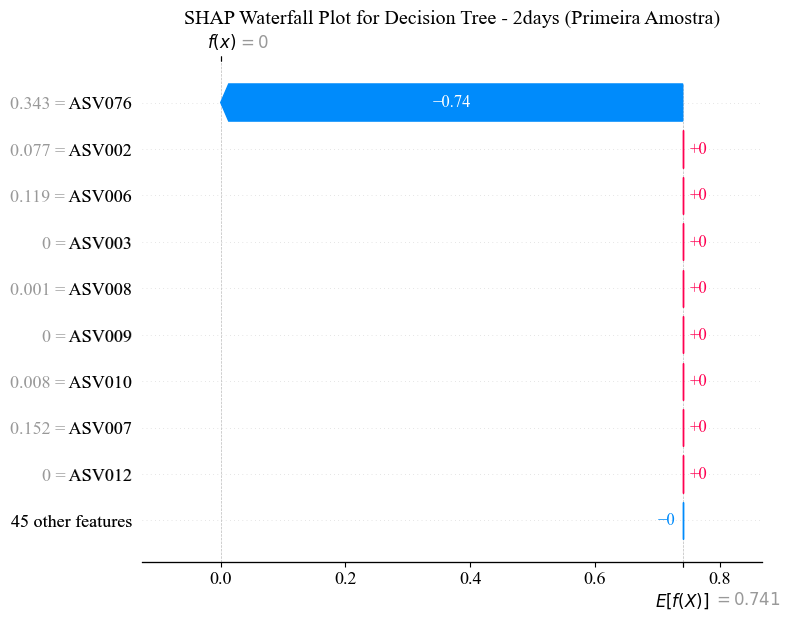 SHAP Waterfall Plot for Decision Tree - 2days (Primeira Amostra)
f(x) = 0
0.343 = ASV076
−0.74
0.077 = ASV002
+0
0.119 = ASV006
+0
0 = ASV003
+0
0.001 = ASV008
+0
0 = ASV009
+0
0.008 = ASV010
+0
0.152 = ASV007
+0
0 = ASV012
+0
45 other features
−0
0.0 0.2 0.4 0.6 0.8
E[f(X)] = 0.741